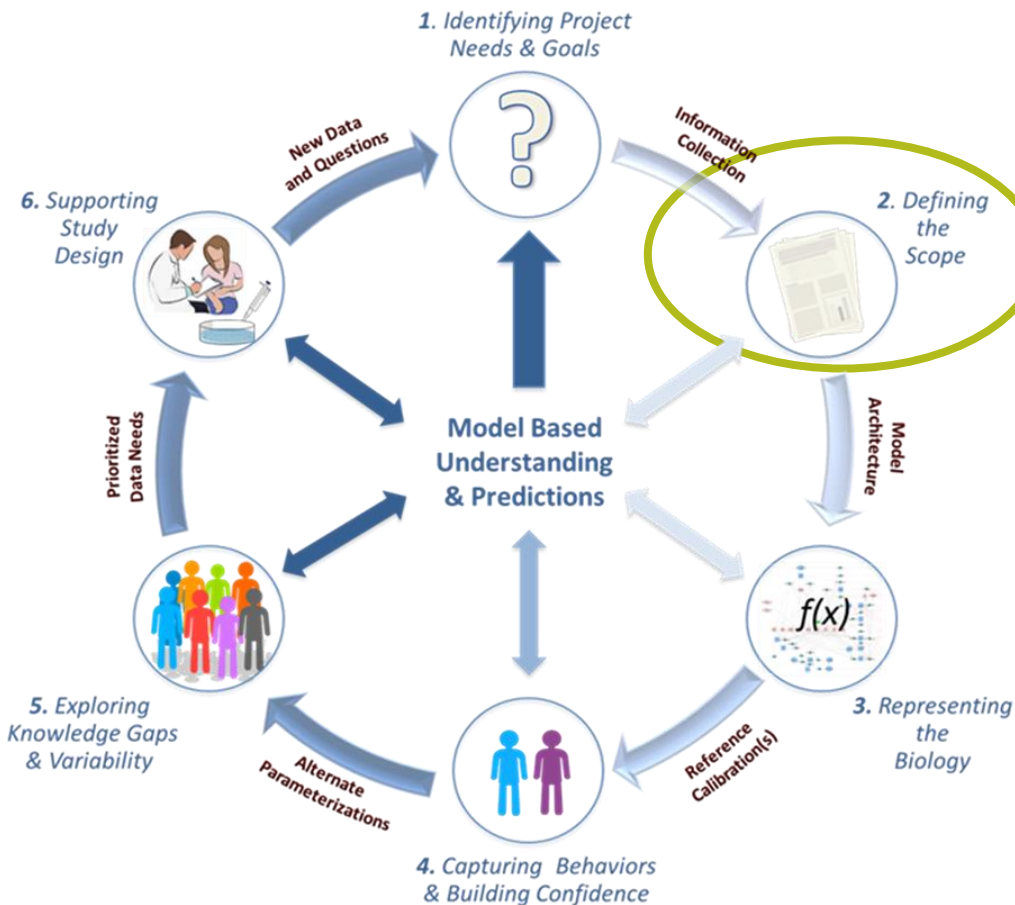 1. Identifying Project
Needs & Goals
Information
Collection
2. Defining
the
Scope
Model
Architecture
f(x)
3. Representing
the
Biology
Reference
Calibration(s)
4. Capturing Behaviors
& Building Confidence
Alternate
Parameterizations
5. Exploring
Knowledge Gaps
& Variability
Prioritized
Data Needs
6. Supporting
Study
Design
New Data
and Questions
Model Based
Understanding
& Predictions